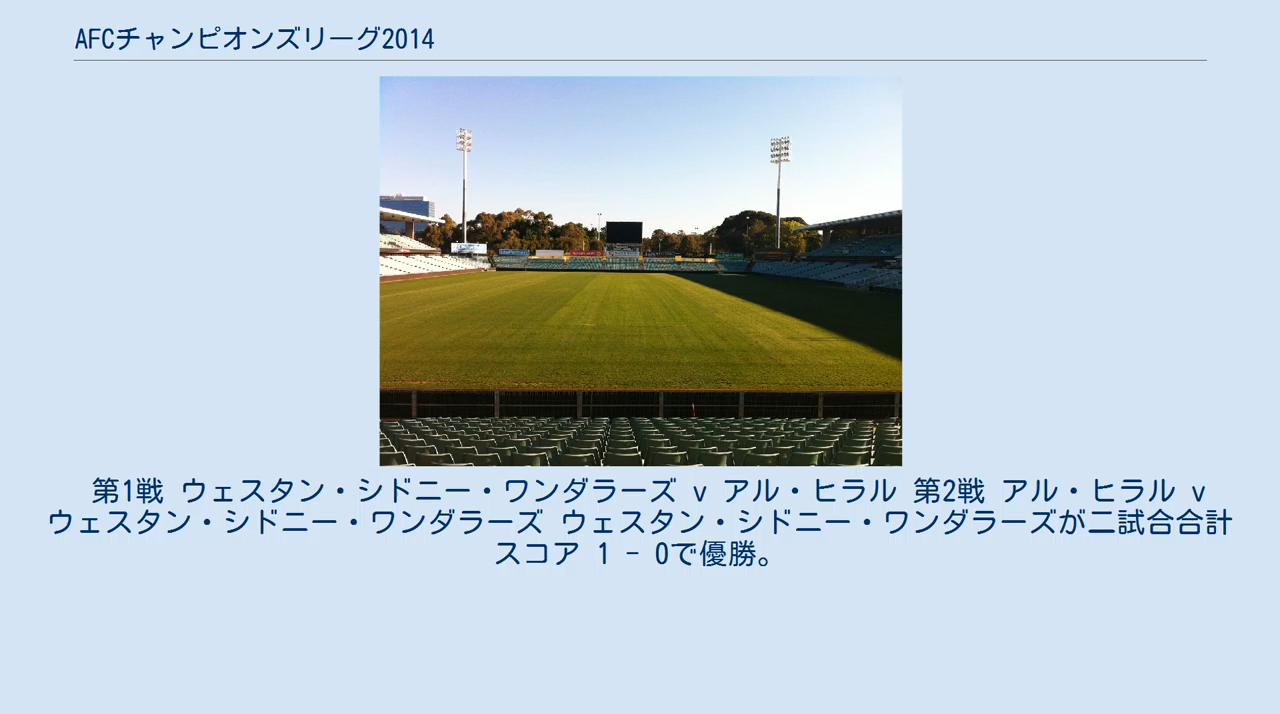 AFCチャンピオンズリーグ2014
第1戦 ウェスタン・シドニー・ワンダラーズ v アル・ヒラル 第2戦 アル・ヒラル v
ウェスタン・シドニー・ワンダラーズ ウェスタン・シドニー・ワンダラーズが二試合合計
スコア 1 - 0で優勝。